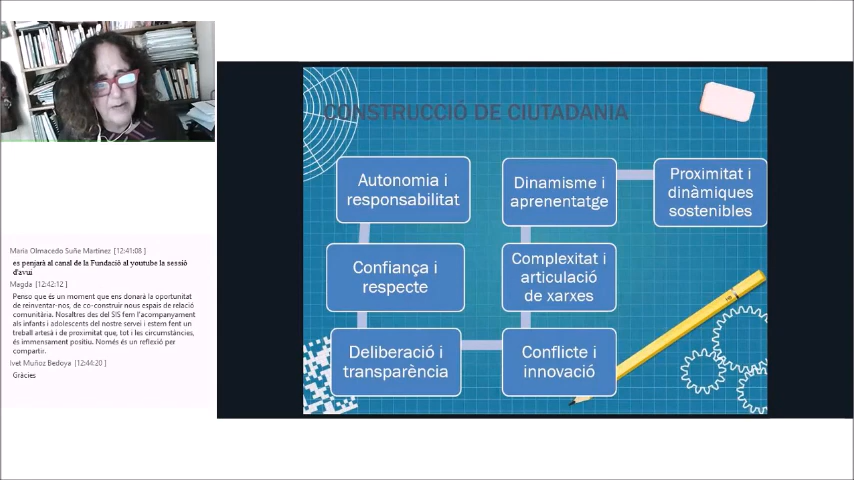 CONSTRUCCIÓ DE CIUTADANIA
Autonomia i
responsabilitat
Confiança i
respecte
Deliberació i
transparència
Conflicte i
innovació
Complexitat i
articulació
de xarxes
Dinamisme i
aprenentatge
Proximitat i
dinàmiques
sostenibles
Maria Olmacedo Suñe Martinez [12:41:08 ]
es penjarà al canal de la Fundació al youtube la sessió
d'avui
Magda [12:42:12 ]
Penso que és un moment que ens donarà la oportunitat
de reinventar-nos, de co-construir nous espais de relació
comunitària. Nosaltres des del SIS fem l'acompanyament
als infants i adolescents del nostre servei i estem fent un
treball artesà i de proximitat que, tot i les circumstàncies,
és immensament positiu. Només és un reflexió per
compartir.
Ivet Muñoz Bedoya [12:44:20 ]
Gràcies